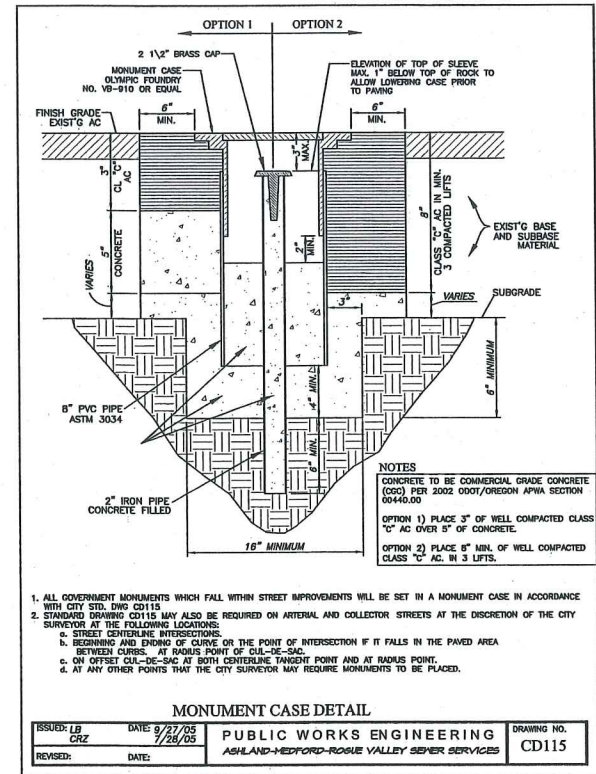 OPTION 1 OPTION 2
2 1\2" BRASS CAP
MONUMENT CASE
OLYMPIC FOUNDRY
NO. VB-910 OR EQUAL
ELEVATION OF TOP OF SLEEVE
MAX. 1" BELOW TOP OF ROCK TO
ALLOW LOWERING CASE PRIOR
TO PAVING
FINISH GRADE
EXIST'G AC
6"
MIN.
6"
MIN.
3"
MAX.
3"
CL "C"
AC
5"
CONCRETE
VARIES
2"
MIN.
8"
CLASS "C" AC IN MIN.
3 COMPACTED LIFTS
EXIST'G BASE
AND SUBBASE
MATERIAL
VARIES
SUBGRADE
3"
6" MINIMUM
4" MIN.
6" MIN.
8" PVC PIPE
ASTM 3034
2" IRON PIPE
CONCRETE FILLED
16" MINIMUM
NOTES
CONCRETE TO BE COMMERCIAL GRADE CONCRETE
(CGC) PER 2002 ODOT/OREGON APWA SECTION
00440.00
OPTION 1) PLACE 3" OF WELL COMPACTED CLASS
"C" AC OVER 5" OF CONCRETE.
OPTION 2) PLACE 8" MIN. OF WELL COMPACTED
CLASS "C" AC. IN 3 LIFTS.
1. ALL GOVERNMENT MONUMENTS WHICH FALL WITHIN STREET IMPROVEMENTS WILL BE SET IN A MONUMENT CASE IN ACCORDANCE
WITH CITY STD. DWG CD115
2. STANDARD DRAWING CD115 MAY ALSO BE REQUIRED ON ARTERIAL AND COLLECTOR STREETS AT THE DISCRETION OF THE CITY
SURVEYOR AT THE FOLLOWING LOCATIONS:
a. STREET CENTERLINE INTERSECTIONS.
b. BEGINNING AND ENDING OF CURVE OR THE POINT OF INTERSECTION IF IT FALLS IN THE PAVED AREA
BETWEEN CURBS. AT RADIUS POINT OF CUL-DE-SAC.
c. ON OFFSET CUL-DE-SAC AT BOTH CENTERLINE TANGENT POINT AND AT RADIUS POINT.
d. AT ANY OTHER POINTS THAT THE CITY SURVEYOR MAY REQUIRE MONUMENTS TO BE PLACED.
MONUMENT CASE DETAIL
ISSUED: LB DATE: 9/27/05
CRZ 7/28/05
REVISED: DATE:
PUBLIC WORKS ENGINEERING
ASHLAND-MEDFORD-ROGUE VALLEY SEWER SERVICES
DRAWING NO.
CD115